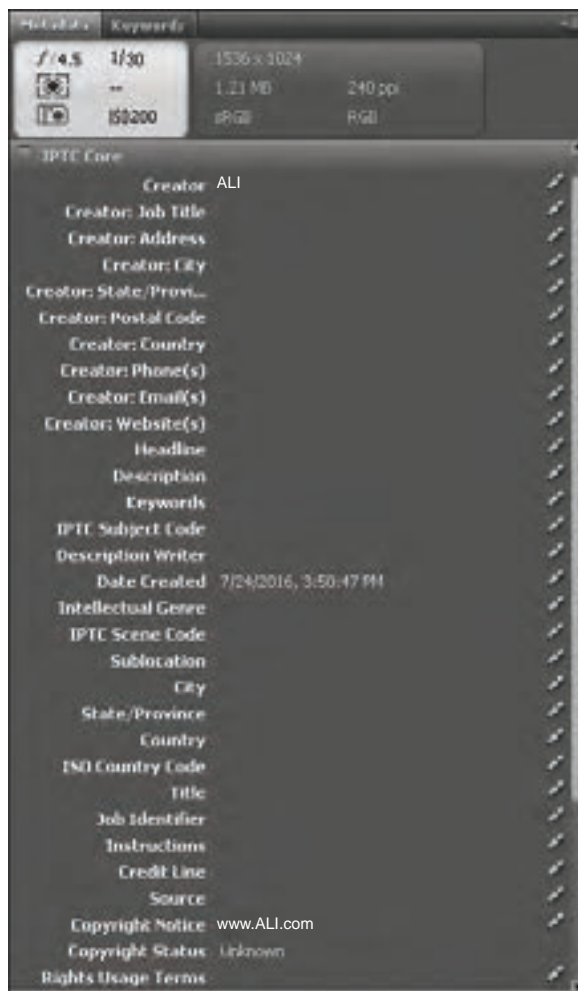 Metadata Keywords
f/4.5 1/30
--
ISO200
1536 x 1024
1.21 MB 240 ppi
sRGB RGB
IPTC Core
Creator ALI
Creator: Job Title
Creator: Address
Creator: City
Creator: State/Provi...
Creator: Postal Code
Creator: Country
Creator: Phone(s)
Creator: Email(s)
Creator: Website(s)
Headline
Description
Keywords
IPTC Subject Code
Description Writer
Date Created 7/24/2016, 3:50:47 PM
Intellectual Genre
IPTC Scene Code
Sublocation
City
State/Province
Country
ISO Country Code
Title
Job Identifier
Instructions
Credit Line
Source
Copyright Notice www.ALI.com
Copyright Status Unknown
Rights Usage Terms